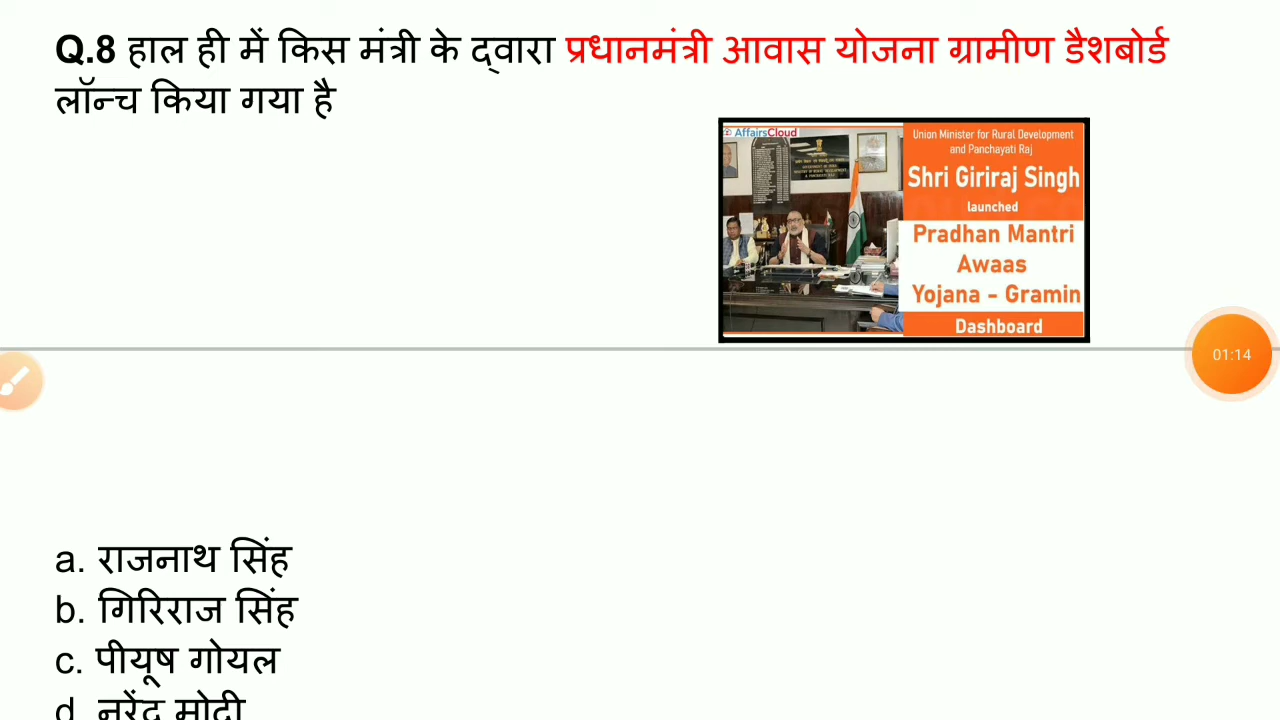 Q.8 हाल ही में किस मंत्री के द्वारा प्रधानमंत्री आवास योजना ग्रामीण डैशबोर्ड
लॉन्च किया गया है
AffairsCloud
Union Minister for Rural Development
and Panchayati Raj
Shri Giriraj Singh
launched
Pradhan Mantri
Awaas
Yojana - Gramin
Dashboard
01:14
a. राजनाथ सिंह
b. गिरिराज सिंह
c. पीयूष गोयल
d. नरेंद्र मोदी